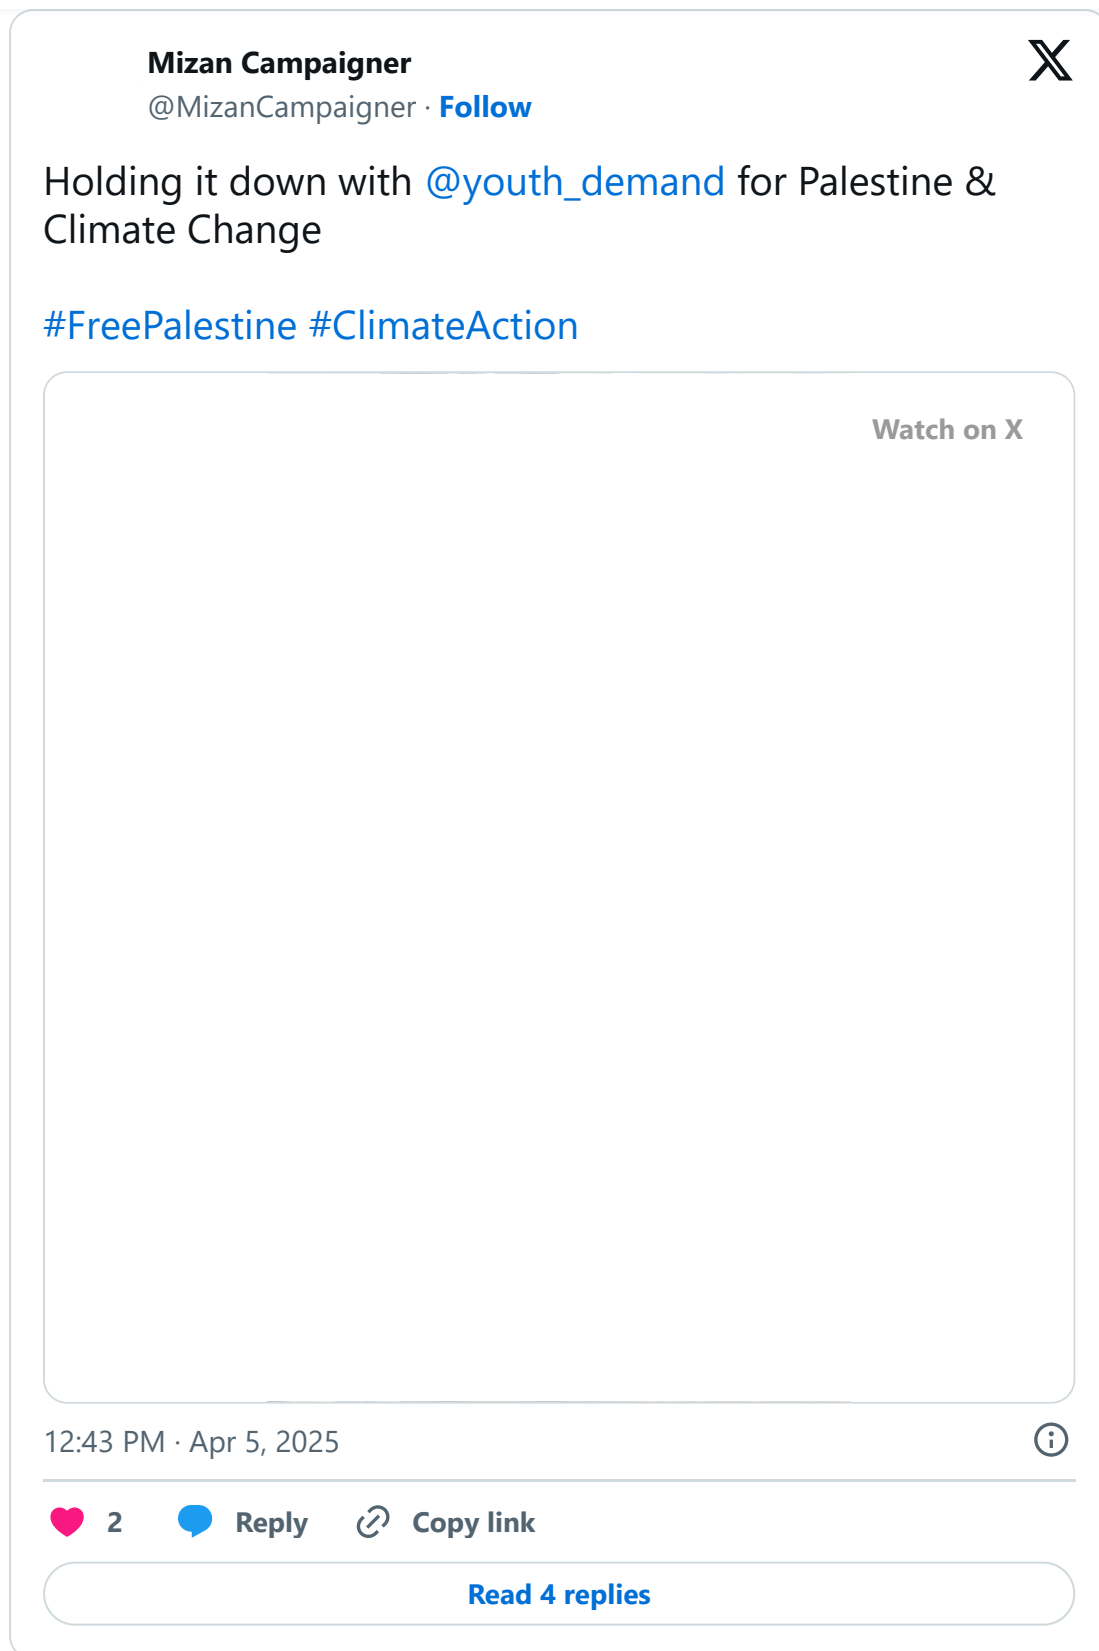 Mizan Campaigner
@MizanCampaigner · Follow
Holding it down with @youth_demand for Palestine &
Climate Change
#FreePalestine #ClimateAction
Watch on X
12:43 PM · Apr 5, 2025
2 Reply Copy link
Read 4 replies